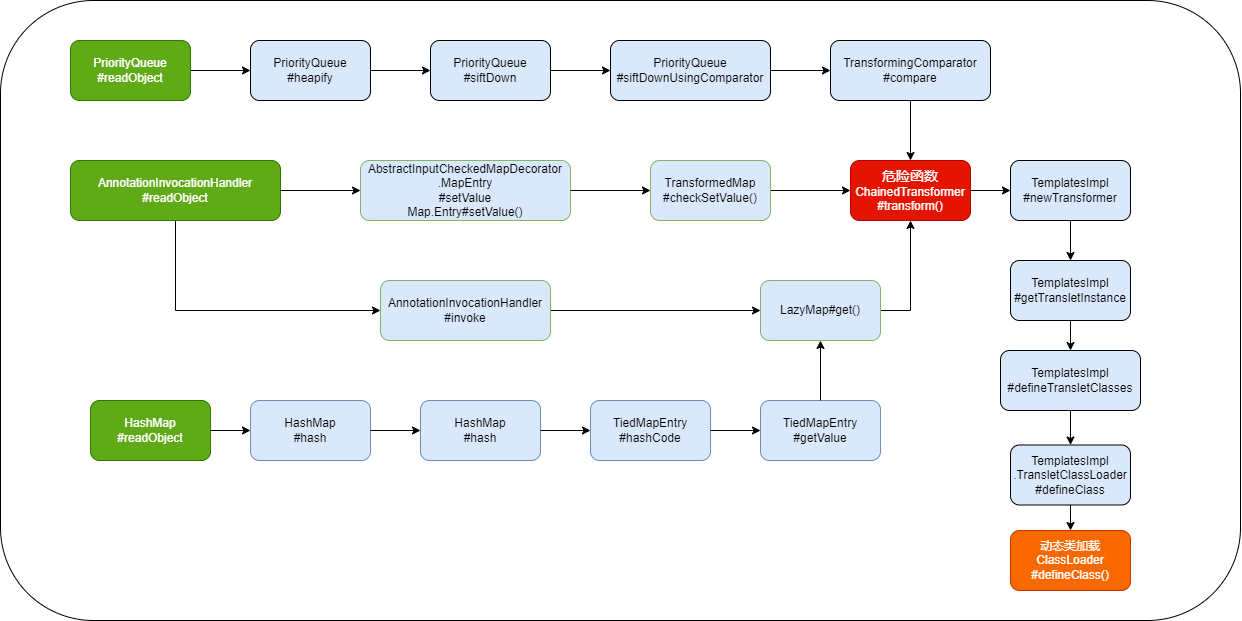 PriorityQueue
#readObject
PriorityQueue
#heapify
PriorityQueue
#siftDown
PriorityQueue
#siftDownUsingComparator
TransformingComparator
#compare
AnnotationInvocationHandler
#readObject
AbstractInputCheckedMapDecorator
.MapEntry
#setValue
Map.Entry#setValue()
TransformedMap
#checkSetValue()
危险函数
ChainedTransformer
#transform()
TemplatesImpl
#newTransformer
TemplatesImpl
#getTransletInstance
AnnotationInvocationHandler
#invoke
LazyMap#get()
TemplatesImpl
#defineTransletClasses
HashMap
#readObject
HashMap
#hash
HashMap
#hash
TiedMapEntry
#hashCode
TiedMapEntry
#getValue
TemplatesImpl
.TransletClassLoader
#defineClass
动态类加载
ClassLoader
#defineClass()